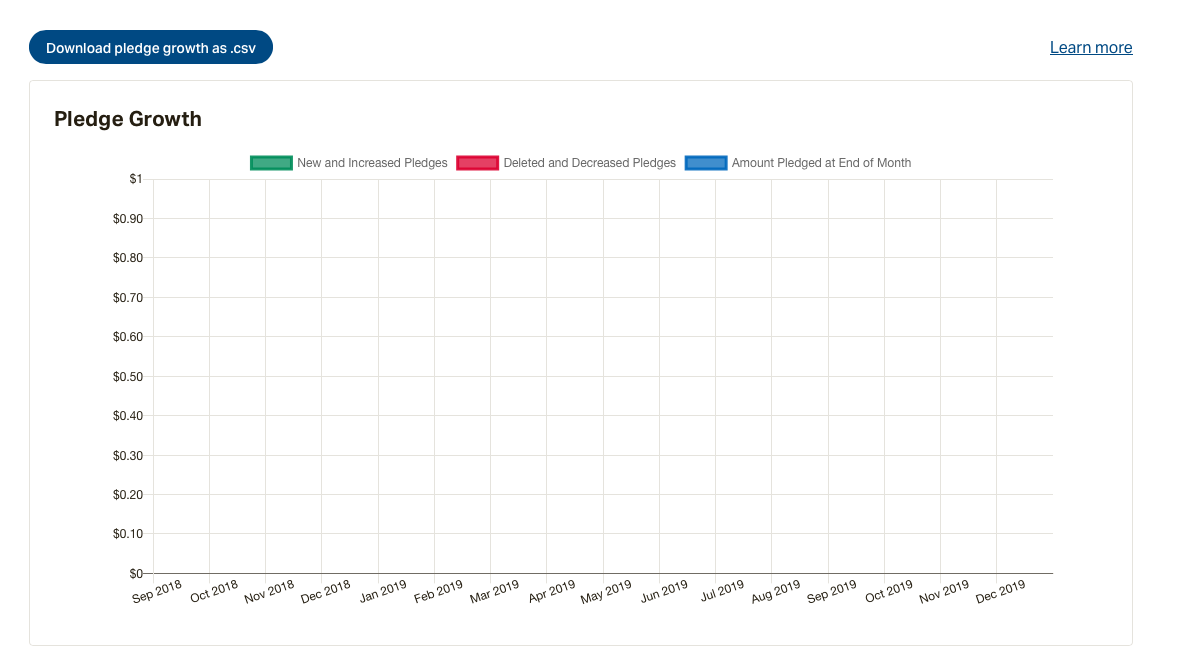 Download pledge growth as .csv
Learn more
Pledge Growth
New and Increased Pledges
Deleted and Decreased Pledges
Amount Pledged at End of Month
$1
$0.90
$0.80
$0.70
$0.60
$0.50
$0.40
$0.30
$0.20
$0.10
$0
Sep 2018
Oct 2018
Nov 2018
Dec 2018
Jan 2019
Feb 2019
Mar 2019
Apr 2019
May 2019
Jun 2019
Jul 2019
Aug 2019
Sep 2019
Oct 2019
Nov 2019
Dec 2019